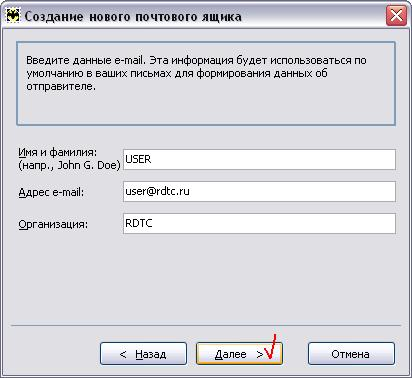 Создание нового почтового ящика
Введите данные e-mail. Эта информация будет использоваться по
умолчанию в ваших письмах для формирования данных об
отправителе.
Имя и фамилия:
(напр., John G. Doe)
USER
Адрес e-mail:
user@rdtc.ru
Организация:
RDTC
< Назад
Далее >
Отмена